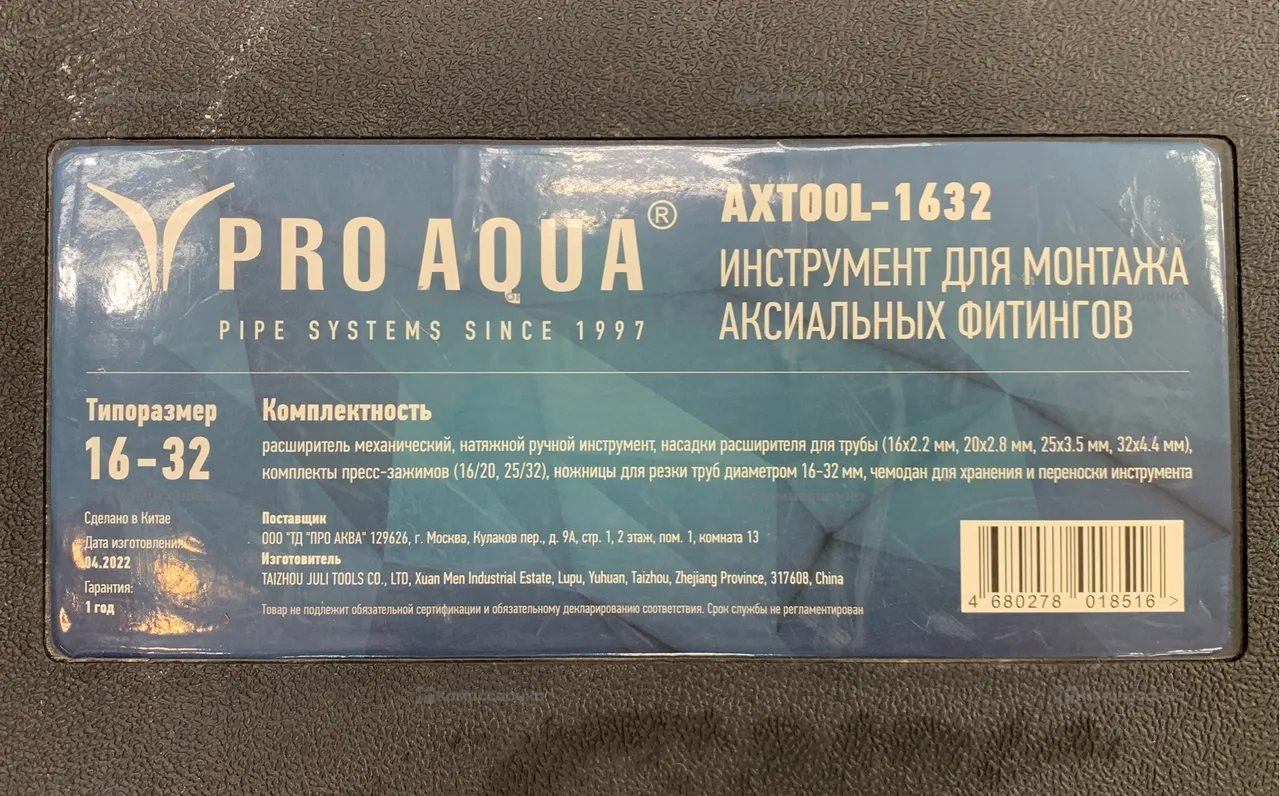 PRO AQUA®
PIPE SYSTEMS SINCE 1997
AXTOOL-1632
ИНСТРУМЕНТ ДЛЯ МОНТАЖА
АКСИАЛЬНЫХ ФИТИНГОВ
Типоразмер
16-32
Комплектность
расширитель механический, натяжной ручной инструмент, насадки расширителя для трубы (16х2.2 мм, 20х2.8 мм, 25х3.5 мм, 32х4.4 мм),
комплекты пресс-зажимов (16/20, 25/32), ножницы для резки труб диаметром 16-32 мм, чемодан для хранения и переноски инструмента
Сделано в Китае
Дата изготовления
04.2022
Гарантия:
1 год
Поставщик
ООО "ТД "ПРО АКВА" 129626, г. Москва, Кулаков пер., д. 9А, стр. 1, 2 этаж, пом. 1, комната 13
Изготовитель
TAIZHOU JULI TOOLS CO., LTD, Xuan Men Industrial Estate, Lupu, Yuhuan, Taizhou, Zhejiang Province, 317608, China
Товар не подлежит обязательной сертификации и обязательному декларированию соответствия. Срок службы не регламентирован
4 680278 018516 >